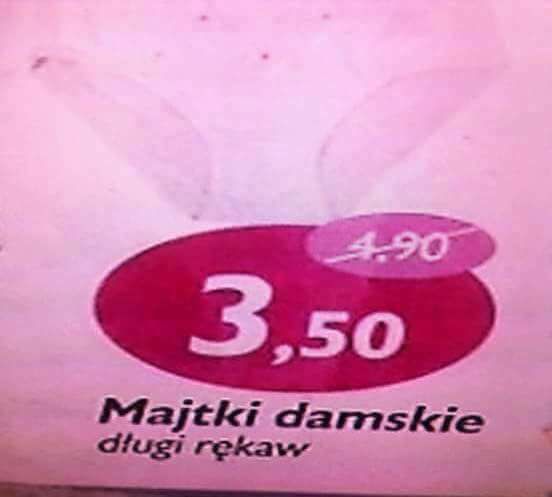 4.90
3,50
Majtki damskie
długi rękaw